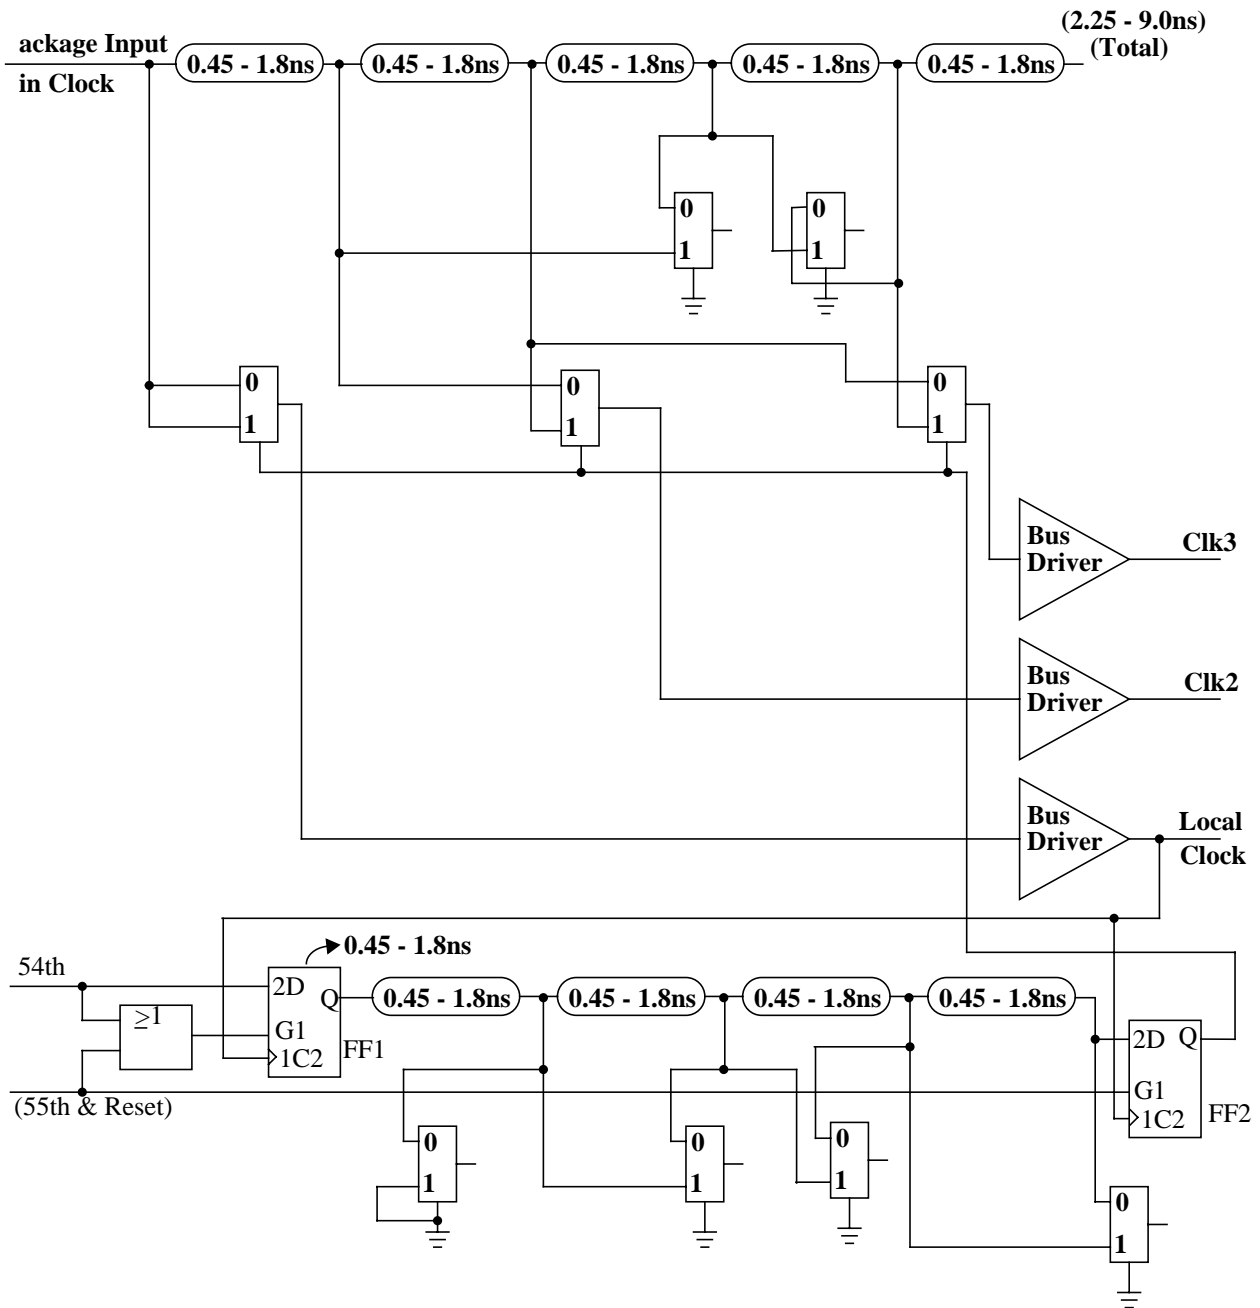 (2.25 - 9.0ns)
(Total)
ackage Input
in Clock
0.45 - 1.8ns
0.45 - 1.8ns
0.45 - 1.8ns
0.45 - 1.8ns
0.45 - 1.8ns
0
1
0
1
0
1
0
1
0
1
Bus
Driver
Clk3
Bus
Driver
Clk2
Bus
Driver
Local
Clock
0.45 - 1.8ns
54th
2D
Q
G1
1C2
FF1
≥1
(55th & Reset)
0.45 - 1.8ns
0.45 - 1.8ns
0.45 - 1.8ns
0.45 - 1.8ns
2D
Q
G1
1C2
FF2
0
1
0
1
0
1
0
1